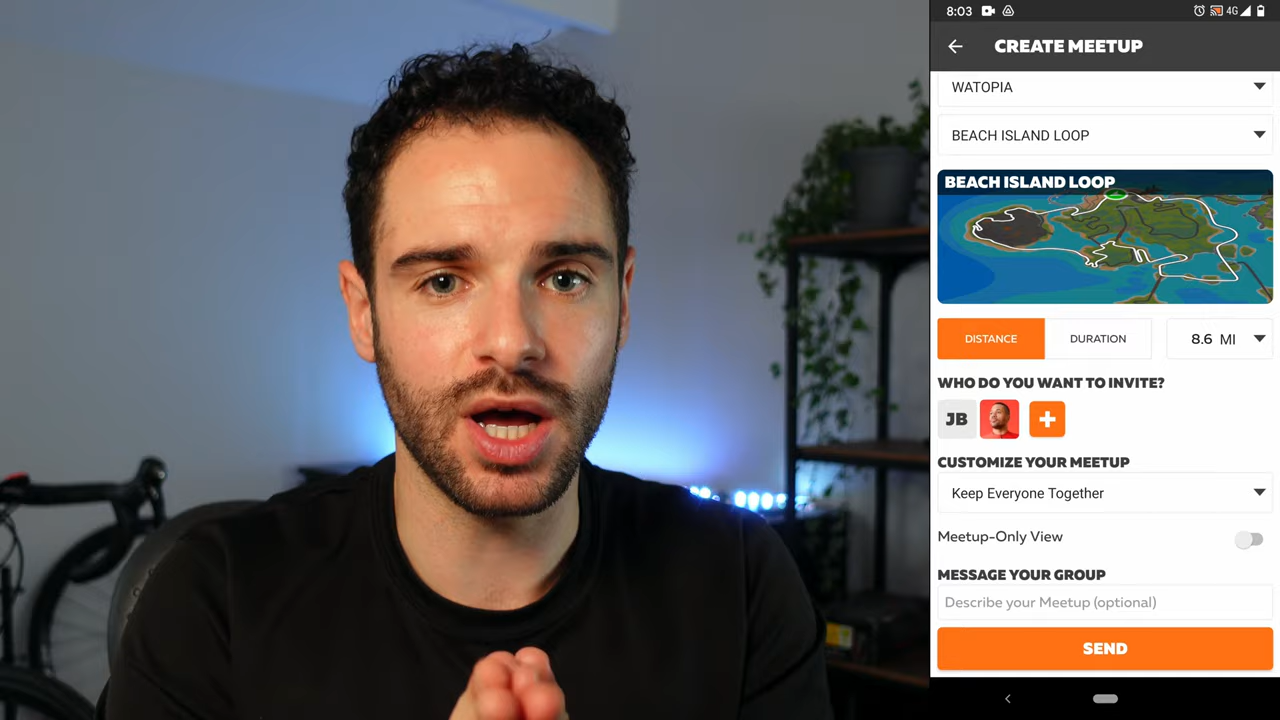 8:03
4G
CREATE MEETUP
WATOPIA
BEACH ISLAND LOOP
BEACH ISLAND LOOP
DISTANCE
DURATION
8.6 MI
WHO DO YOU WANT TO INVITE?
JB
+
CUSTOMIZE YOUR MEETUP
Keep Everyone Together
Meetup-Only View
MESSAGE YOUR GROUP
Describe your Meetup (optional)
SEND